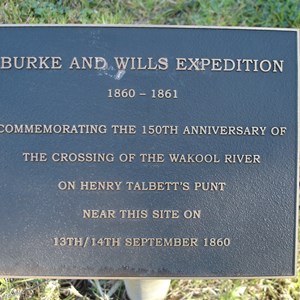 BURKE AND WILLS EXPEDITION
1860 – 1861
COMMEMORATING THE 150TH ANNIVERSARY OF
THE CROSSING OF THE WAKOOL RIVER
ON HENRY TALBETT'S PUNT
NEAR THIS SITE ON
13TH/14TH SEPTEMBER 1860